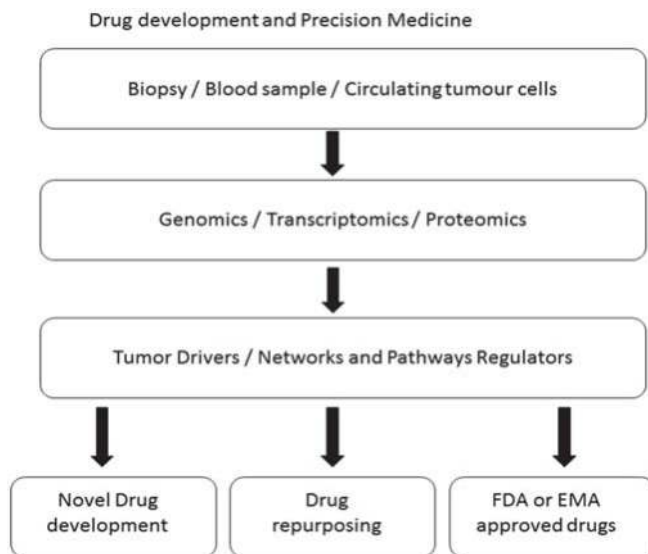 Drug development and Precision Medicine
Biopsy / Blood sample / Circulating tumour cells
Genomics / Transcriptomics / Proteomics
Tumor Drivers / Networks and Pathways Regulators
Novel Drug
development
Drug
repurposing
FDA or EMA
approved drugs